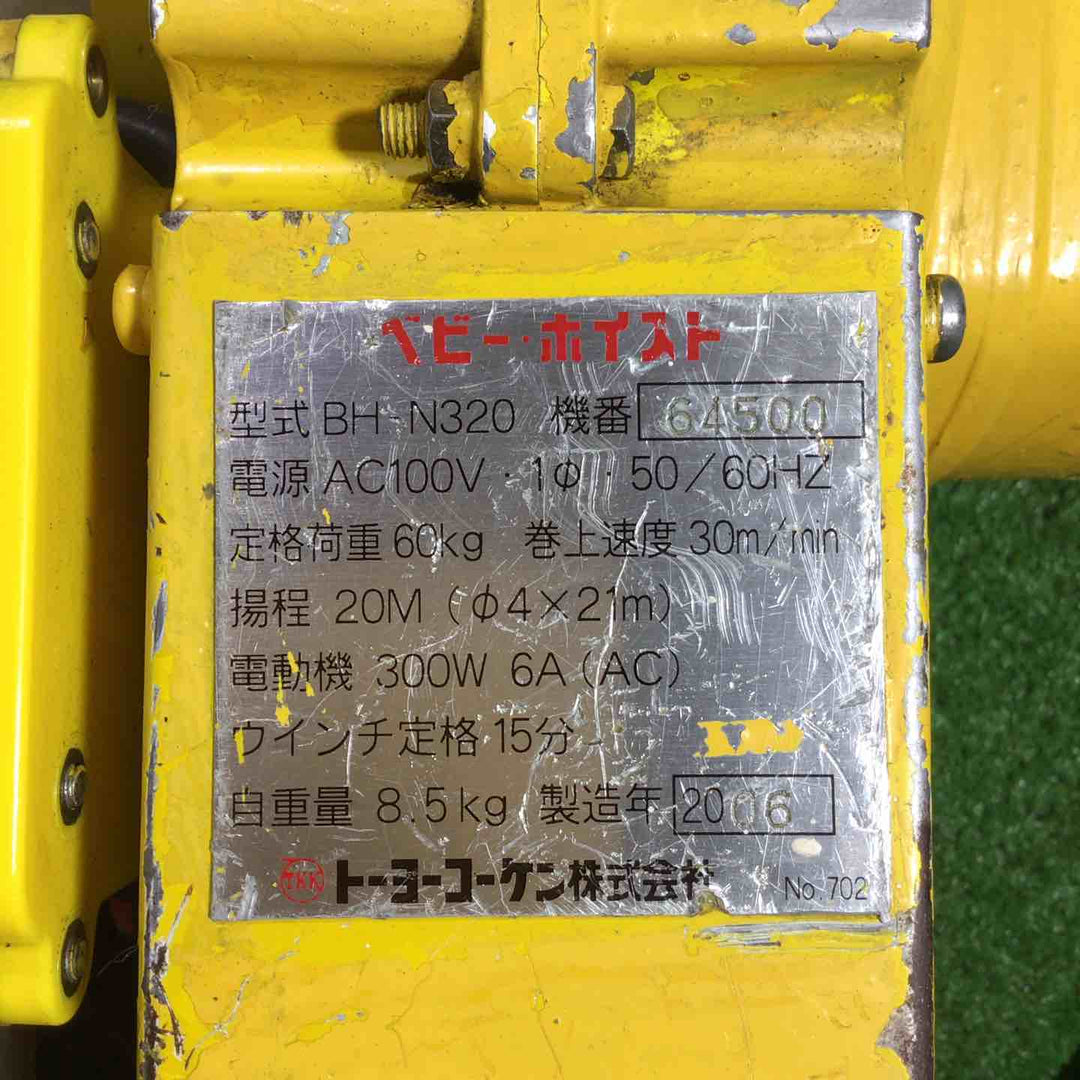 ベビー・ホイスト
型式 BH-N320 機番 64500
電源 AC100V・1φ・50/60HZ
定格荷重 60kg 巻上速度 30m/min
揚程 20M (φ4×21m)
電動機 300W 6A (AC)
ウインチ定格 15分
自重量 8.5kg 製造年 2006
TKK トーヨーコーケン株式会社 No.702